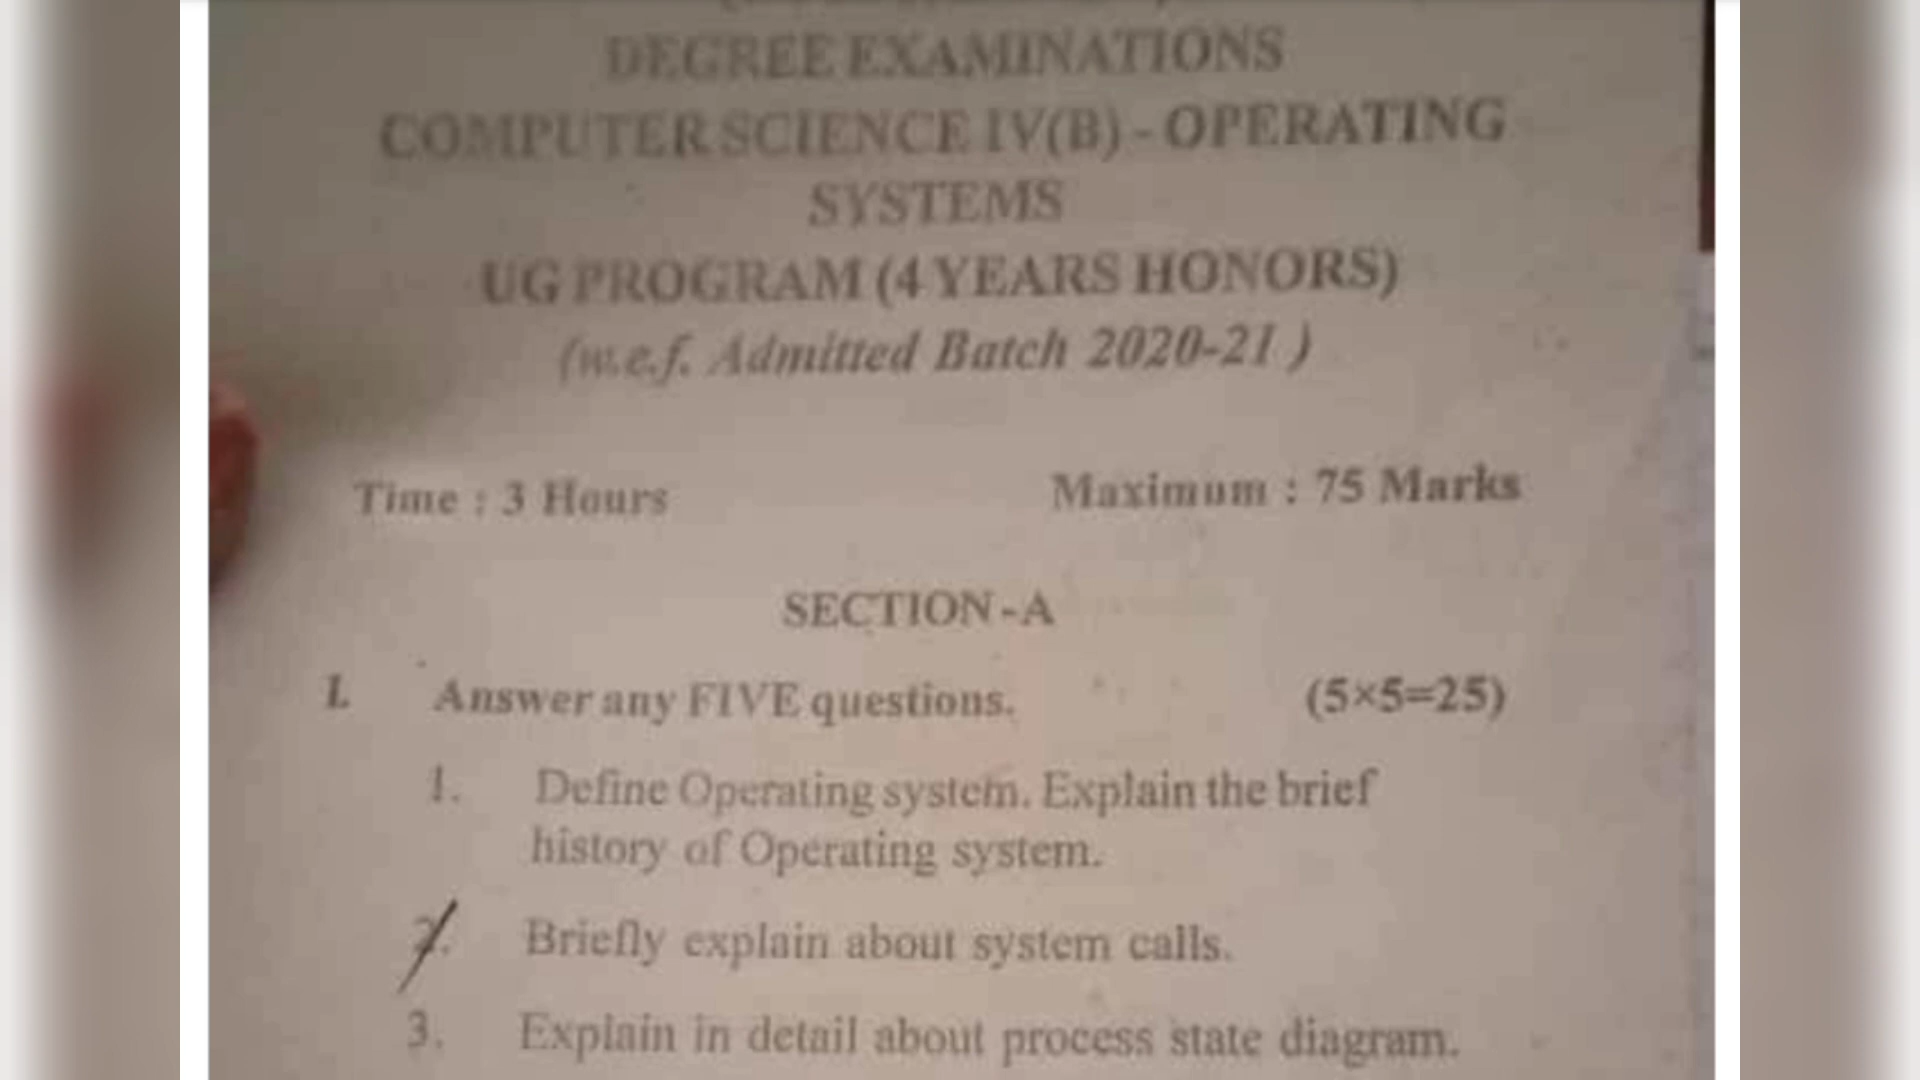 DEGREE EXAMINATIONS
COMPUTER SCIENCE IV(B) - OPERATING
SYSTEMS
UG PROGRAM (4 YEARS HONORS)
(w.e.f. Admitted Batch 2020-21 )
Time : 3 Hours Maximum : 75 Marks
SECTION - A
I. Answer any FIVE questions. (5×5=25)
1. Define Operating system. Explain the brief
history of Operating system.
2. Briefly explain about system calls.
3. Explain in detail about process state diagram.